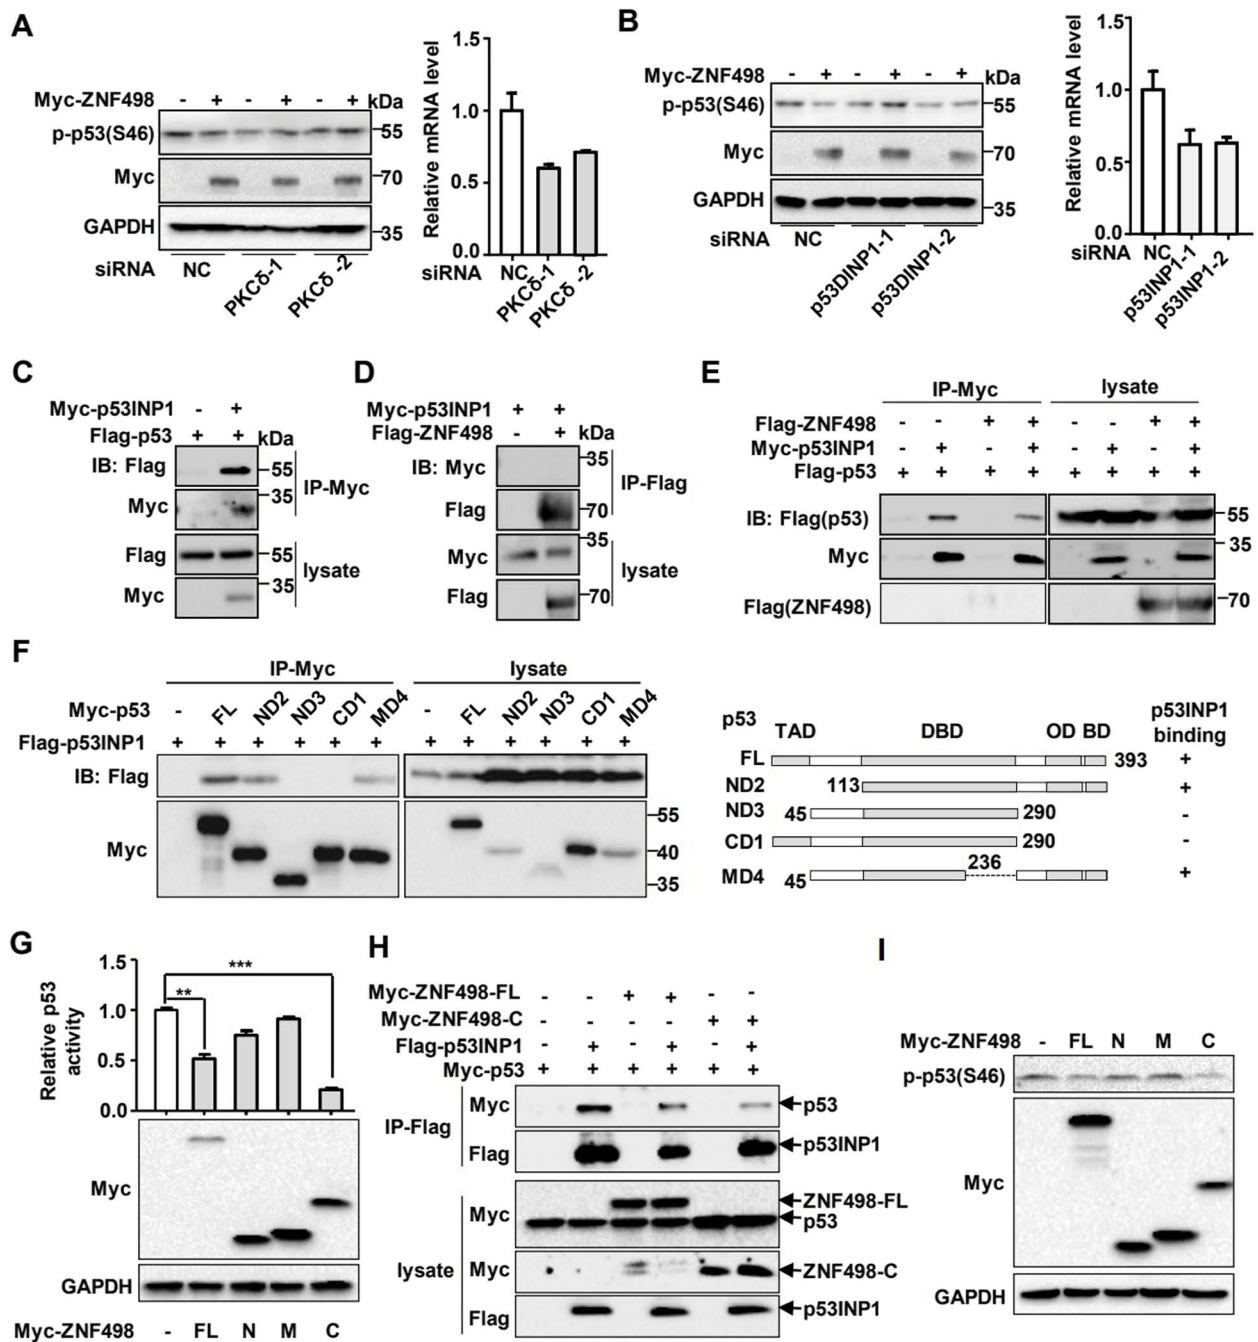 A
Myc-ZNF498 - + - + - + kDa
p-p53(S46) 55
Myc 70
GAPDH 35
siRNA NC PKCδ-1 PKCδ -2
Relative mRNA level
1.5
1.0
0.5
0.0
siRNA NC PKCδ-1 PKCδ -2
B
Myc-ZNF498 - + - + - + kDa
p-p53(S46) 55
Myc 70
GAPDH 35
siRNA NC p53DINP1-1 p53DINP1-2
Relative mRNA level
1.5
1.0
0.5
0.0
siRNA NC p53INP1-1 p53INP1-2
C
Myc-p53INP1 - +
Flag-p53 + + kDa
IB: Flag 55
Myc 35
IP-Myc
Flag 55
Myc 35
lysate
D
Myc-p53INP1 + +
Flag-ZNF498 - + kDa
IB: Myc 35
Flag 70
IP-Flag
Myc 35
Flag 70
lysate
E
IP-Myc lysate
Flag-ZNF498 - - + + - - + +
Myc-p53INP1 - + - + - + - +
Flag-p53 + + + + + + + +
IB: Flag(p53) 55
Myc 35
Flag(ZNF498) 70
F
IP-Myc lysate
Myc-p53 - FL ND2 ND3 CD1 MD4 - FL ND2 ND3 CD1 MD4
Flag-p53INP1 + + + + + + + + + + + +
IB: Flag
Myc 55
40
35
p53 TAD DBD OD BD p53INP1 binding
FL 393 +
ND2 113 +
ND3 45 290 -
CD1 290 -
MD4 45 236 +
G
Relative p53 activity
1.5
1.0
0.5
0.0
** ***
Myc
GAPDH
Myc-ZNF498 - FL N M C
H
Myc-ZNF498-FL - - + + - -
Myc-ZNF498-C - - - - + +
Flag-p53INP1 - + - + - +
Myc-p53 + + + + + +
IP-Flag
Myc p53
Flag p53INP1
lysate
Myc ZNF498-FL
p53
Myc ZNF498-C
Flag p53INP1
I
Myc-ZNF498 - FL N M C
p-p53(S46)
Myc
GAPDH